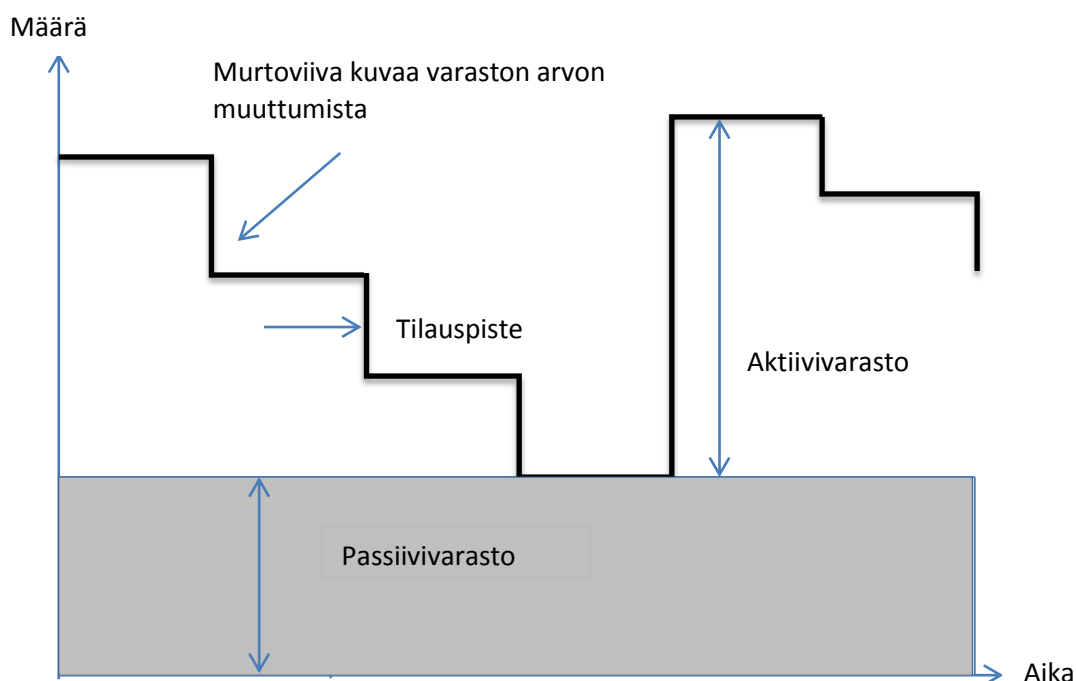 Määrä
Murtoviiva kuvaa varaston arvon
muuttumista
Tilauspiste
Aktiivivarasto
Passiivivarasto
Aika